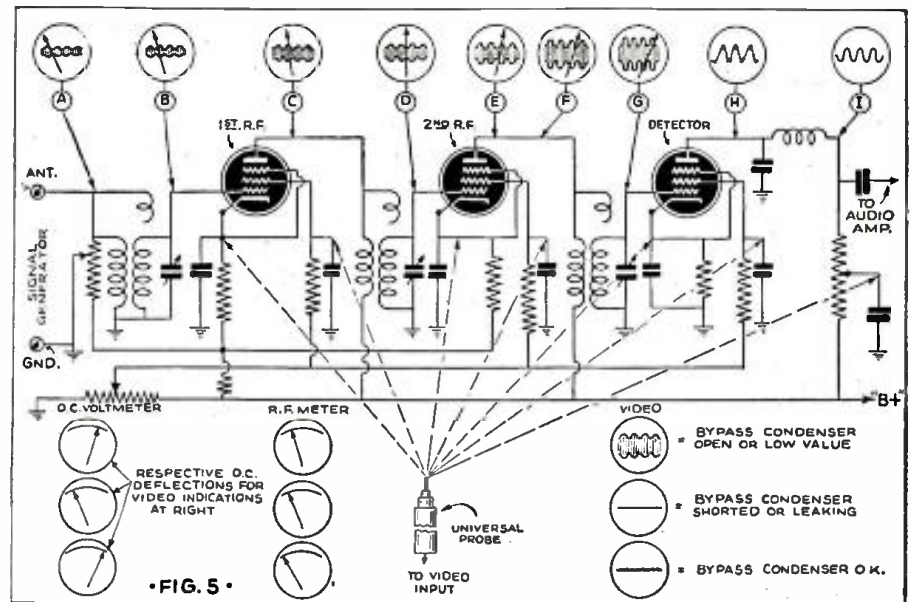 A
B
C
D
E
F
G
H
I
1ST. R.F.
2ND R.F.
DETECTOR
ANT.
SIGNAL
GENERATOR
GND.
TO
AUDIO
AMP.
"B+"
D.C. VOLTMETER
R.F. METER
VIDEO
RESPECTIVE D.C.
DEFLECTIONS FOR
VIDEO INDICATIONS
AT RIGHT
UNIVERSAL
PROBE
TO VIDEO
INPUT
= BYPASS CONDENSER
OPEN OR LOW VALUE
= BYPASS CONDENSER
SHORTED OR LEAKING
= BYPASS CONDENSER O.K.
• FIG. 5 •